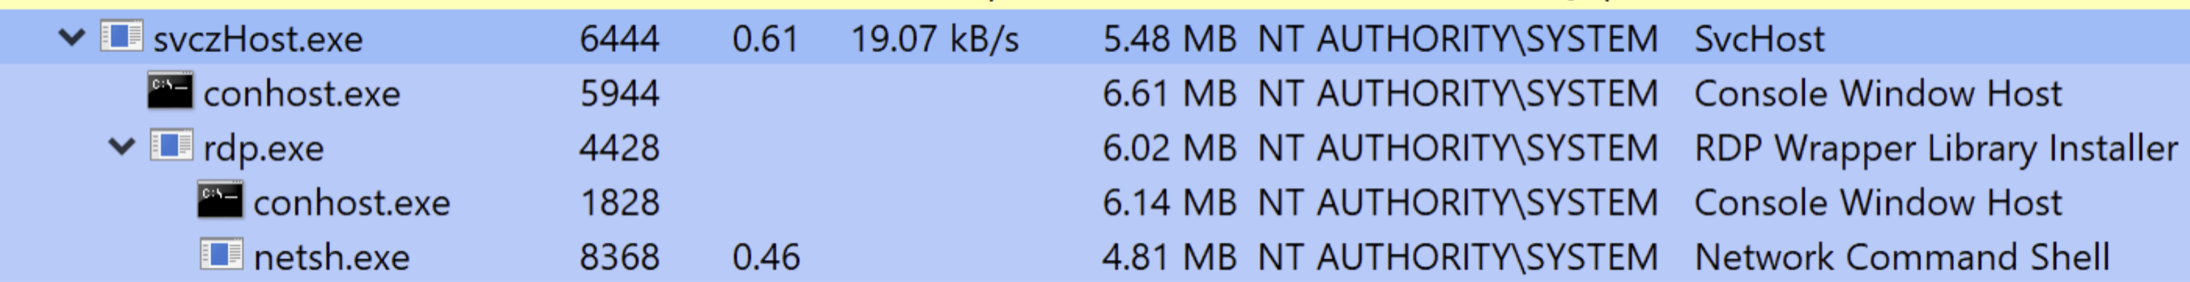 svczHost.exe 6444 0.61 19.07 kB/s 5.48 MB NT AUTHORITY\SYSTEM SvcHost
conhost.exe 5944 6.61 MB NT AUTHORITY\SYSTEM Console Window Host
rdp.exe 4428 6.02 MB NT AUTHORITY\SYSTEM RDP Wrapper Library Installer
conhost.exe 1828 6.14 MB NT AUTHORITY\SYSTEM Console Window Host
netsh.exe 8368 0.46 4.81 MB NT AUTHORITY\SYSTEM Network Command Shell